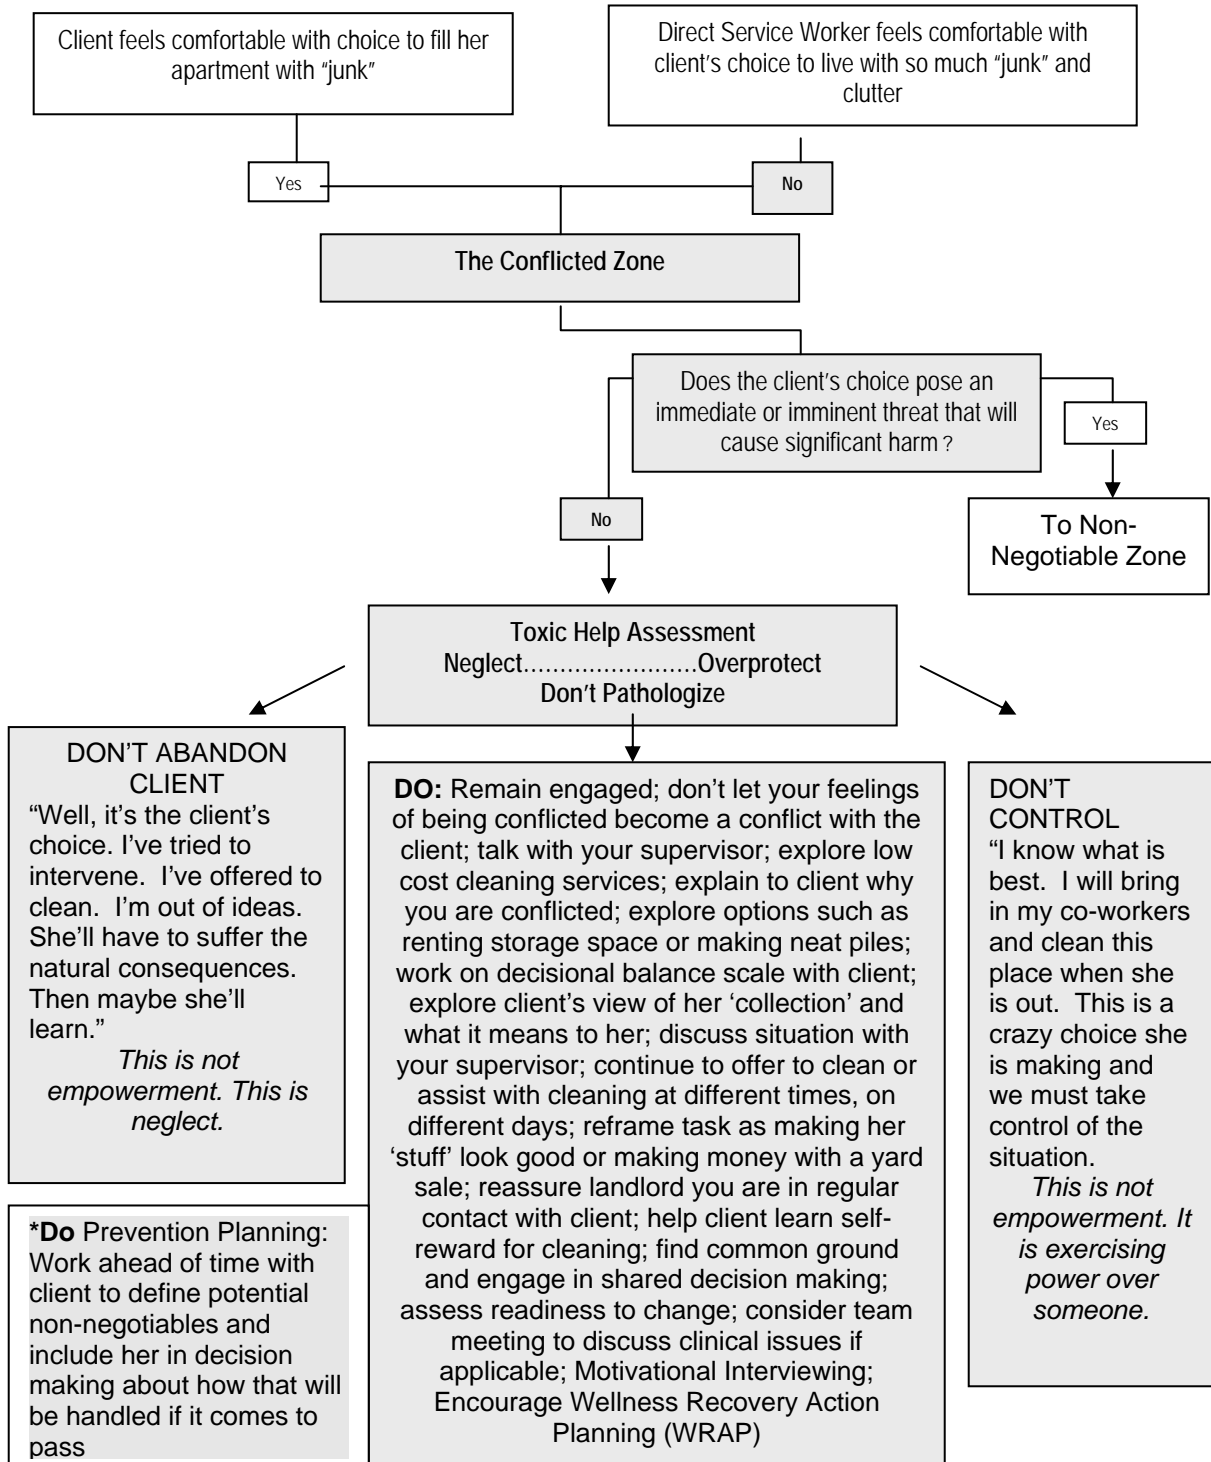 Client feels comfortable with choice to fill her
apartment with “junk”
Direct Service Worker feels comfortable with
client’s choice to live with so much “junk” and
clutter
Yes
No
The Conflicted Zone
Does the client’s choice pose an
immediate or imminent threat that will
cause significant harm ?
Yes
No
To Non-
Negotiable Zone
Toxic Help Assessment
Neglect……………………Overprotect
Don’t Pathologize
DON’T ABANDON
CLIENT
“Well, it’s the client’s
choice. I’ve tried to
intervene. I’ve offered to
clean. I’m out of ideas.
She’ll have to suffer the
natural consequences.
Then maybe she’ll
learn.”
This is not
empowerment. This is
neglect.
DO: Remain engaged; don’t let your feelings
of being conflicted become a conflict with the
client; talk with your supervisor; explore low
cost cleaning services; explain to client why
you are conflicted; explore options such as
renting storage space or making neat piles;
work on decisional balance scale with client;
explore client’s view of her ‘collection’ and
what it means to her; discuss situation with
your supervisor; continue to offer to clean or
assist with cleaning at different times, on
different days; reframe task as making her
‘stuff’ look good or making money with a yard
sale; reassure landlord you are in regular
contact with client; help client learn self-
reward for cleaning; find common ground
and engage in shared decision making;
assess readiness to change; consider team
meeting to discuss clinical issues if
applicable; Motivational Interviewing;
Encourage Wellness Recovery Action
Planning (WRAP)
DON’T
CONTROL
“I know what is
best. I will bring
in my co-workers
and clean this
place when she
is out. This is a
crazy choice she
is making and
we must take
control of the
situation.
This is not
empowerment. It
is exercising
power over
someone.
*Do Prevention Planning:
Work ahead of time with
client to define potential
non-negotiables and
include her in decision
making about how that will
be handled if it comes to
pass